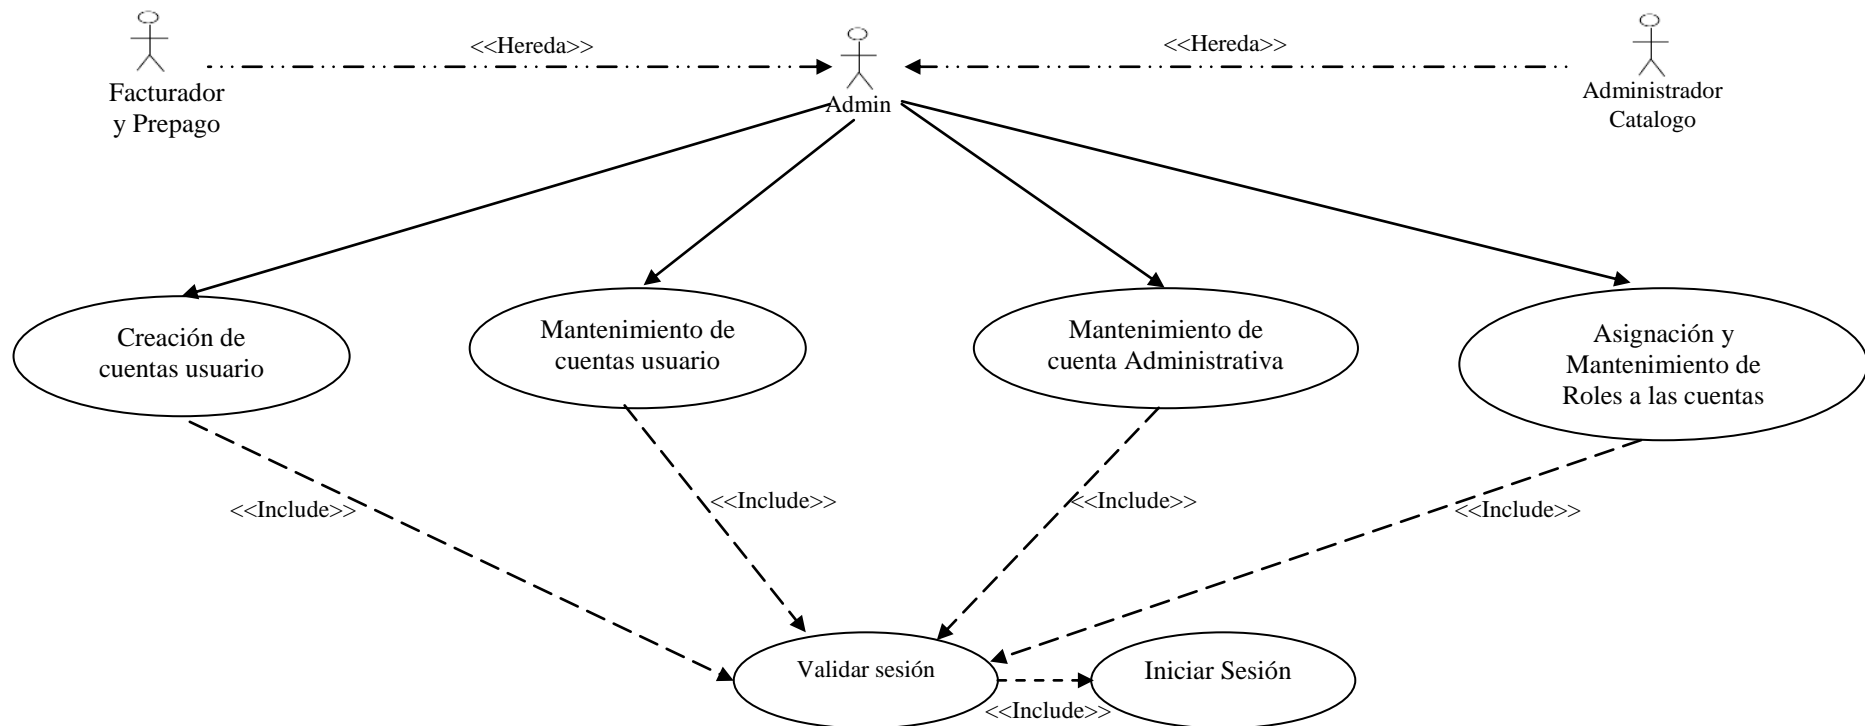 <<Hereda>>
<<Hereda>>
Facturador
y Prepago
Admin
Administrador
Catalogo
Creación de
cuentas usuario
Mantenimiento de
cuentas usuario
Mantenimiento de
cuenta Administrativa
Asignación y
Mantenimiento de
Roles a las cuentas
<<Include>>
<<Include>>
<<Include>>
<<Include>>
Validar sesión
Iniciar Sesión
<<Include>>